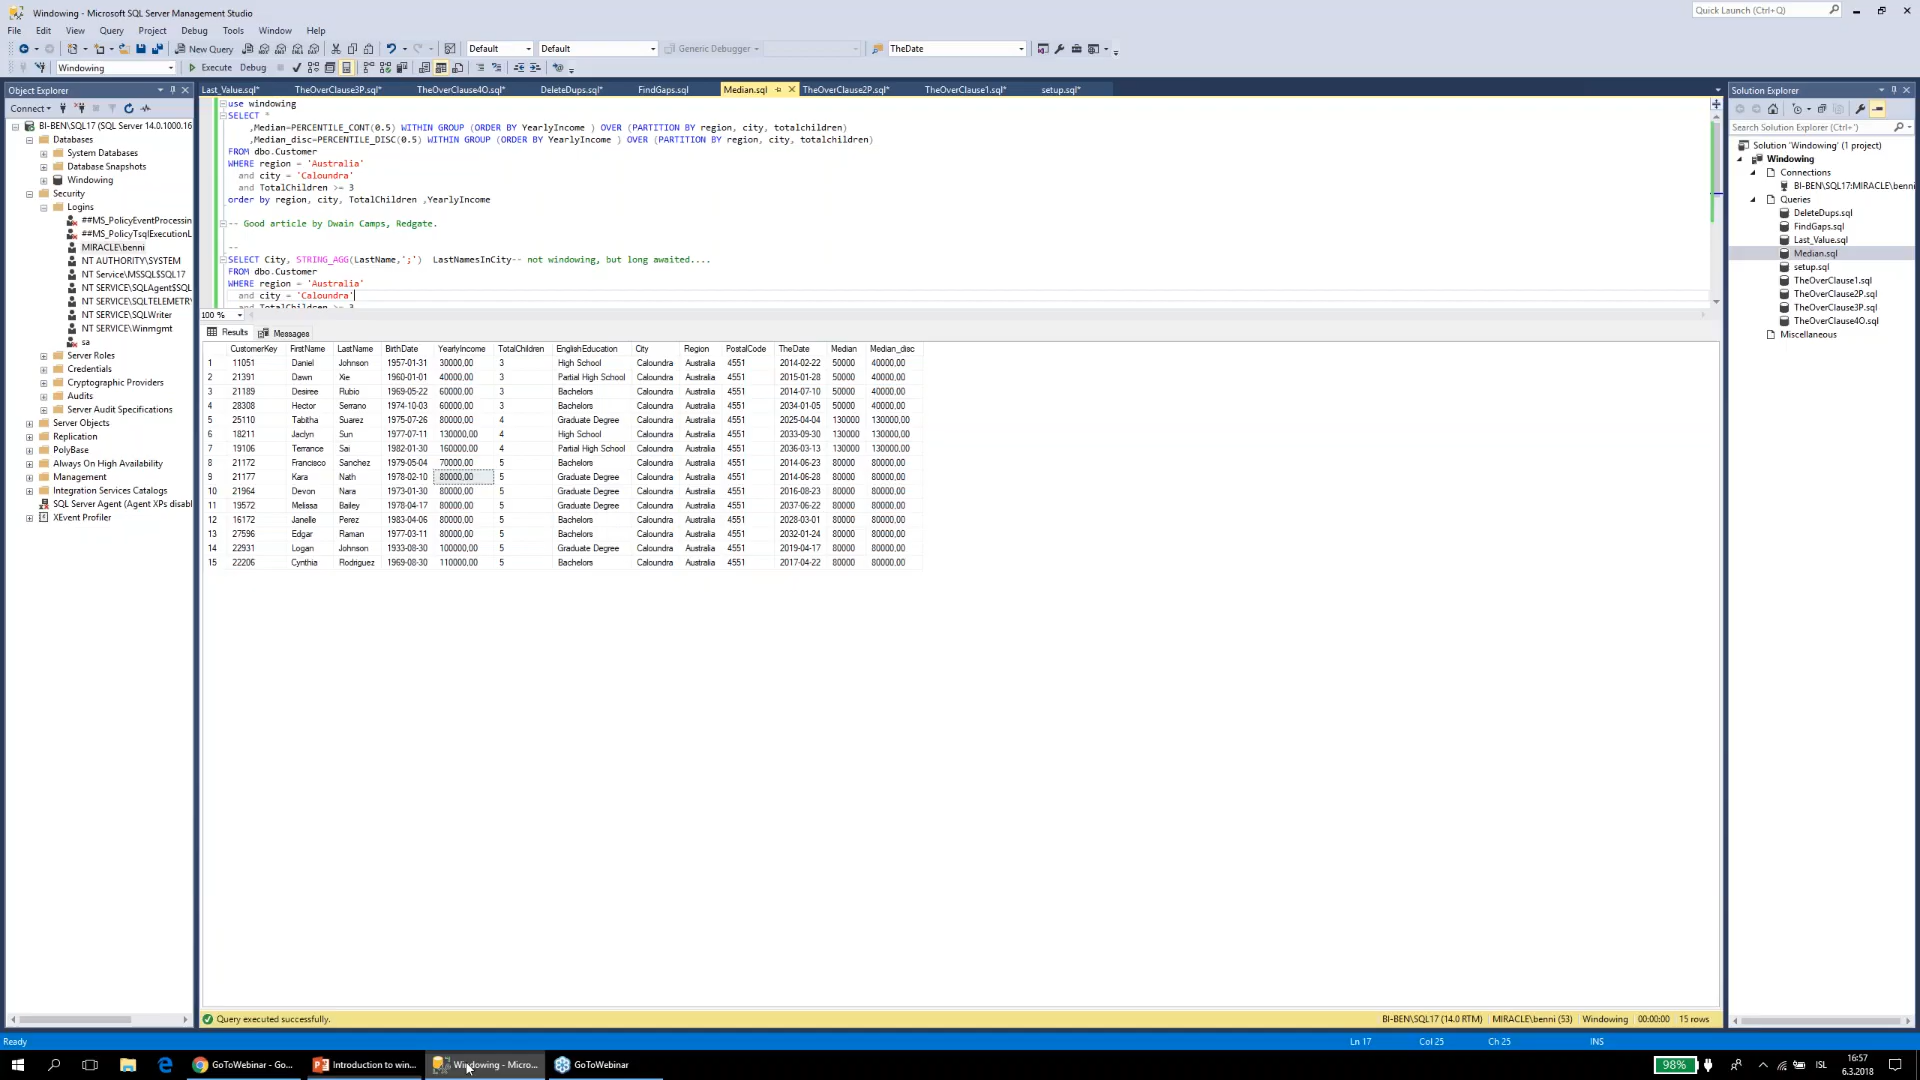 Windowing - Microsoft SQL Server Management Studio
Quick Launch (Ctrl+Q)
File Edit View Query Project Debug Tools Window Help
New Query Default Default Generic Debugger TheDate
Windowing Execute Debug
Object Explorer
Connect
BI-BEN\SQL17 (SQL Server 14.0.1000.16
Databases
System Databases
Database Snapshots
Windowing
Security
Logins
##MS_PolicyEventProcessin
##MS_PolicyTsqlExecutionL
MIRACLE\benni
NT AUTHORITY\SYSTEM
NT Service\MSSQL$SQL17
NT SERVICE\SQLAgent$SQL
NT SERVICE\SQLTELEMETRY
NT SERVICE\SQLWriter
NT SERVICE\Winmgmt
sa
Server Roles
Credentials
Cryptographic Providers
Audits
Server Audit Specifications
Server Objects
Replication
PolyBase
Always On High Availability
Management
Integration Services Catalogs
SQL Server Agent (Agent XPs disabl
XEvent Profiler
Last_Value.sql* TheOverClause3P.sql* TheOverClause4O.sql* DeleteDups.sql* FindGaps.sql Median.sql TheOverClause2P.sql* TheOverClause1.sql* setup.sql*
use windowing
SELECT *
,Median=PERCENTILE_CONT(0.5) WITHIN GROUP (ORDER BY YearlyIncome ) OVER (PARTITION BY region, city, totalchildren)
,Median_disc=PERCENTILE_DISC(0.5) WITHIN GROUP (ORDER BY YearlyIncome ) OVER (PARTITION BY region, city, totalchildren)
FROM dbo.Customer
WHERE region = 'Australia'
and city = 'Caloundra'
and TotalChildren >= 3
order by region, city, TotalChildren ,YearlyIncome
-- Good article by Dwain Camps, Redgate.
--
SELECT City, STRING_AGG(LastName,';') LastNamesInCity-- not windowing, but long awaited....
FROM dbo.Customer
WHERE region = 'Australia'
and city = 'Caloundra'
and TotalChildren >= 3
100 %
Results Messages
CustomerKey FirstName LastName BirthDate YearlyIncome TotalChildren EnglishEducation City Region PostalCode TheDate Median Median_disc
1 11051 Daniel Johnson 1957-01-31 30000,00 3 High School Caloundra Australia 4551 2014-02-22 50000 40000,00
2 21391 Dawn Xie 1960-01-01 40000,00 3 Partial High School Caloundra Australia 4551 2015-01-28 50000 40000,00
3 21189 Desiree Rubio 1969-05-22 60000,00 3 Bachelors Caloundra Australia 4551 2014-07-10 50000 40000,00
4 28308 Hector Serrano 1974-10-03 60000,00 3 Bachelors Caloundra Australia 4551 2034-01-05 50000 40000,00
5 25110 Tabitha Suarez 1975-07-26 80000,00 4 Graduate Degree Caloundra Australia 4551 2025-04-04 130000 130000,00
6 18211 Jaclyn Sun 1977-07-11 130000,00 4 High School Caloundra Australia 4551 2033-09-30 130000 130000,00
7 19106 Terrance Sai 1982-01-30 160000,00 4 Partial High School Caloundra Australia 4551 2036-03-13 130000 130000,00
8 21172 Francisco Sanchez 1979-05-04 70000,00 5 Bachelors Caloundra Australia 4551 2014-06-23 80000 80000,00
9 21177 Kara Nath 1978-02-10 80000,00 5 Graduate Degree Caloundra Australia 4551 2014-06-28 80000 80000,00
10 21964 Devon Nara 1973-01-30 80000,00 5 Graduate Degree Caloundra Australia 4551 2016-08-23 80000 80000,00
11 19572 Melissa Bailey 1978-04-17 80000,00 5 Graduate Degree Caloundra Australia 4551 2037-06-22 80000 80000,00
12 16172 Janelle Perez 1983-04-06 80000,00 5 Bachelors Caloundra Australia 4551 2028-03-01 80000 80000,00
13 27596 Edgar Raman 1977-03-11 80000,00 5 Bachelors Caloundra Australia 4551 2032-01-24 80000 80000,00
14 22931 Logan Johnson 1933-08-30 100000,00 5 Graduate Degree Caloundra Australia 4551 2019-04-17 80000 80000,00
15 22206 Cynthia Rodriguez 1969-08-30 110000,00 5 Bachelors Caloundra Australia 4551 2017-04-22 80000 80000,00
Query executed successfully. BI-BEN\SQL17 (14.0 RTM) MIRACLE\benni (53) Windowing 00:00:00 15 rows
Solution Explorer
Search Solution Explorer (Ctrl+')
Solution 'Windowing' (1 project)
Windowing
Connections
BI-BEN\SQL17:MIRACLE\benni
Queries
DeleteDups.sql
FindGaps.sql
Last_Value.sql
Median.sql
setup.sql
TheOverClause1.sql
TheOverClause2P.sql
TheOverClause3P.sql
TheOverClause4O.sql
Miscellaneous
Ready Ln 17 Col 25 Ch 25 INS
GoToWebinar - Go... Introduction to win... Windowing - Micro... GoToWebinar 98% ISL 16:57
6.3.2018